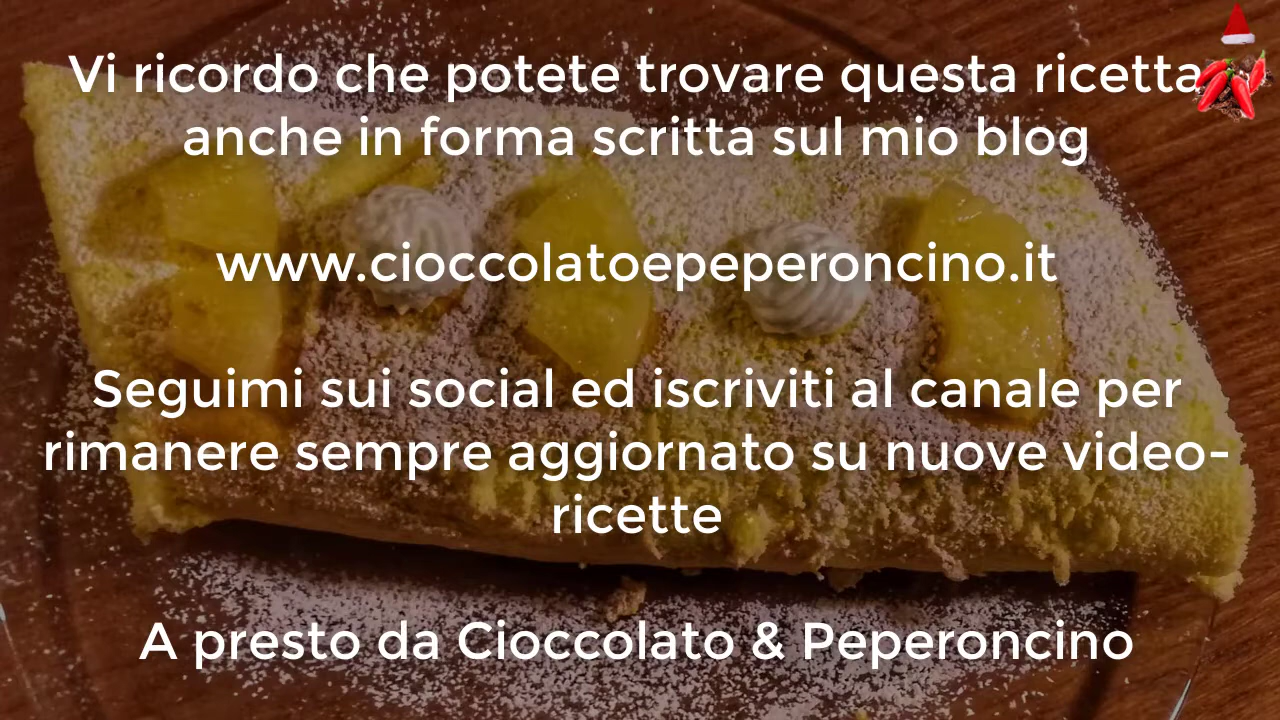 Vi ricordo che potete trovare questa ricetta
anche in forma scritta sul mio blog
www.cioccolatoepeperoncino.it
Seguimi sui social ed iscriviti al canale per
rimanere sempre aggiornato su nuove video-
ricette
A presto da Cioccolato & Peperoncino